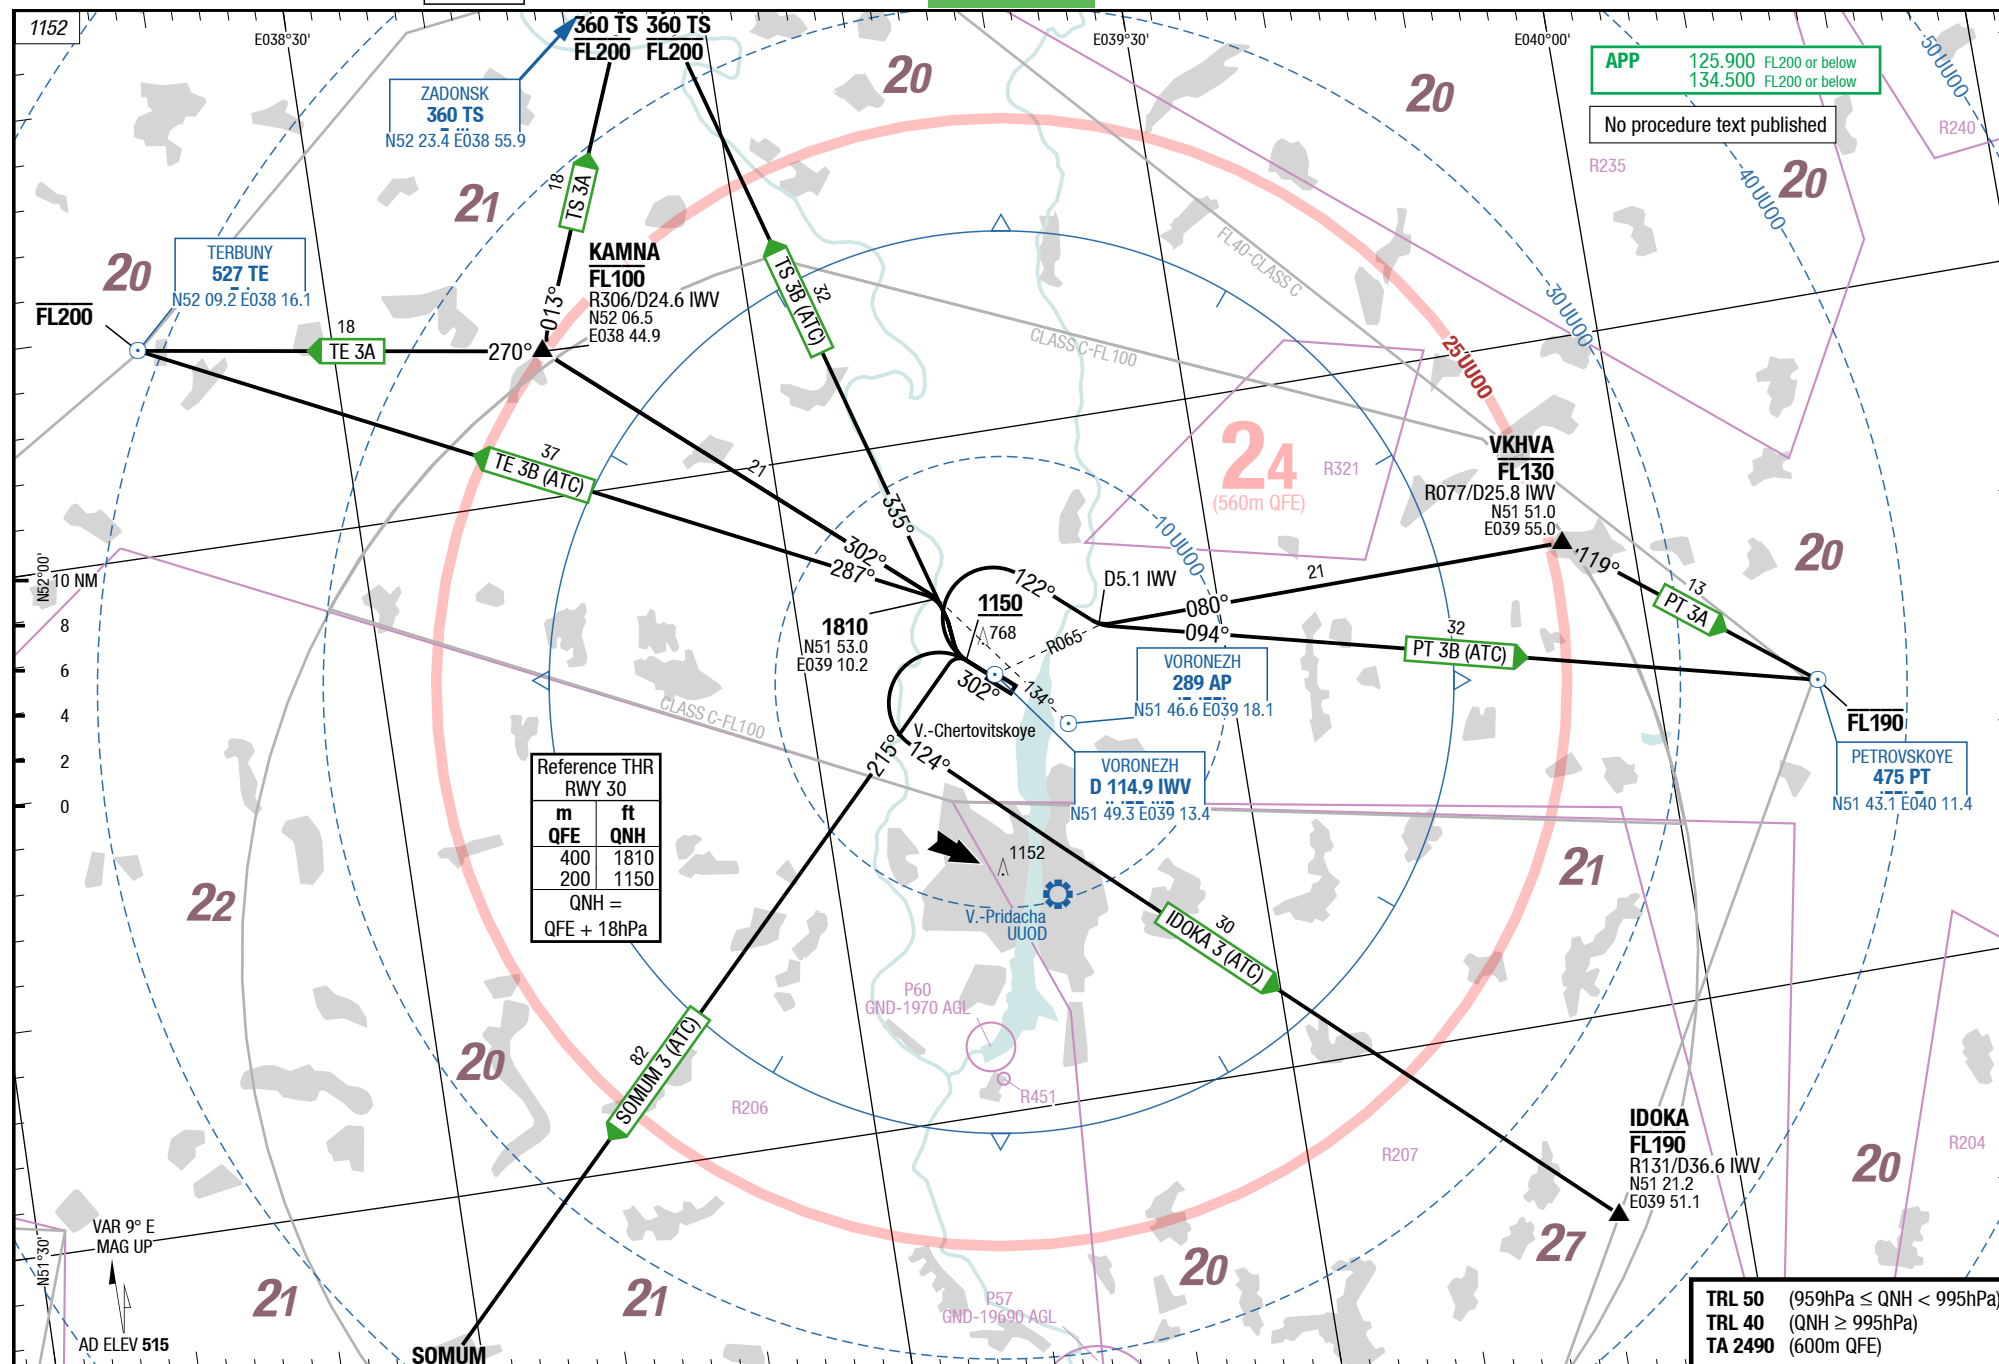 1152
E038°30'
360 TS
FL200
360 TS
FL200
E039°30'
E040°00'
50UU00
APP 125.900 FL200 or below
134.500 FL200 or below
No procedure text published
R240
R235
ZADONSK
360 TS
N52 23.4 E038 55.9
20
20
20
21
20
40UU00
30UU00
18
TS 3A
TERBUNY
527 TE
N52 09.2 E038 16.1
FL200
KAMNA
FL100
R306/D24.6 IWV
N52 06.5
E038 44.9
013°
TS 3B (ATC)
32
FL40-CLASS C
CLASS C-FL100
25UU00
18
TE 3A
270°
37
TE 3B (ATC)
21
335°
302°
287°
24
(560m QFE)
R321
VKHVA
FL130
R077/D25.8 IWV
N51 51.0
E039 55.0
10UU00
20
119°
13
PT 3A
N52°00'
10 NM
8
6
4
2
0
122°
D5.1 IWV
21
080°
094°
32
PT 3B (ATC)
1150
768
R065
1810
N51 53.0
E039 10.2
302°
134°
VORONEZH
289 AP
N51 46.6 E039 18.1
FL190
PETROVSKOYE
475 PT
N51 43.1 E040 11.4
CLASS C-FL100
V.-Chertovitskoye
215°
124°
VORONEZH
D 114.9 IWV
N51 49.3 E039 13.4
Reference THR
RWY 30
m ft
QFE QNH
400 1810
200 1150
QNH =
QFE + 18hPa
1152
V.-Pridacha
UUOD
21
22
30
IDOKA 3 (ATC)
P60
GND-1970 AGL
R451
20
82
SOMUM 3 (ATC)
R206
R207
IDOKA
FL190
R131/D36.6 IWV
N51 21.2
E039 51.1
R204
20
27
20
VAR 9° E
MAG UP
N51°30'
AD ELEV 515
21
21
P57
GND-19690 AGL
SOMUM
TRL 50 (959hPa ≤ QNH < 995hPa)
TRL 40 (QNH ≥ 995hPa)
TA 2490 (600m QFE)